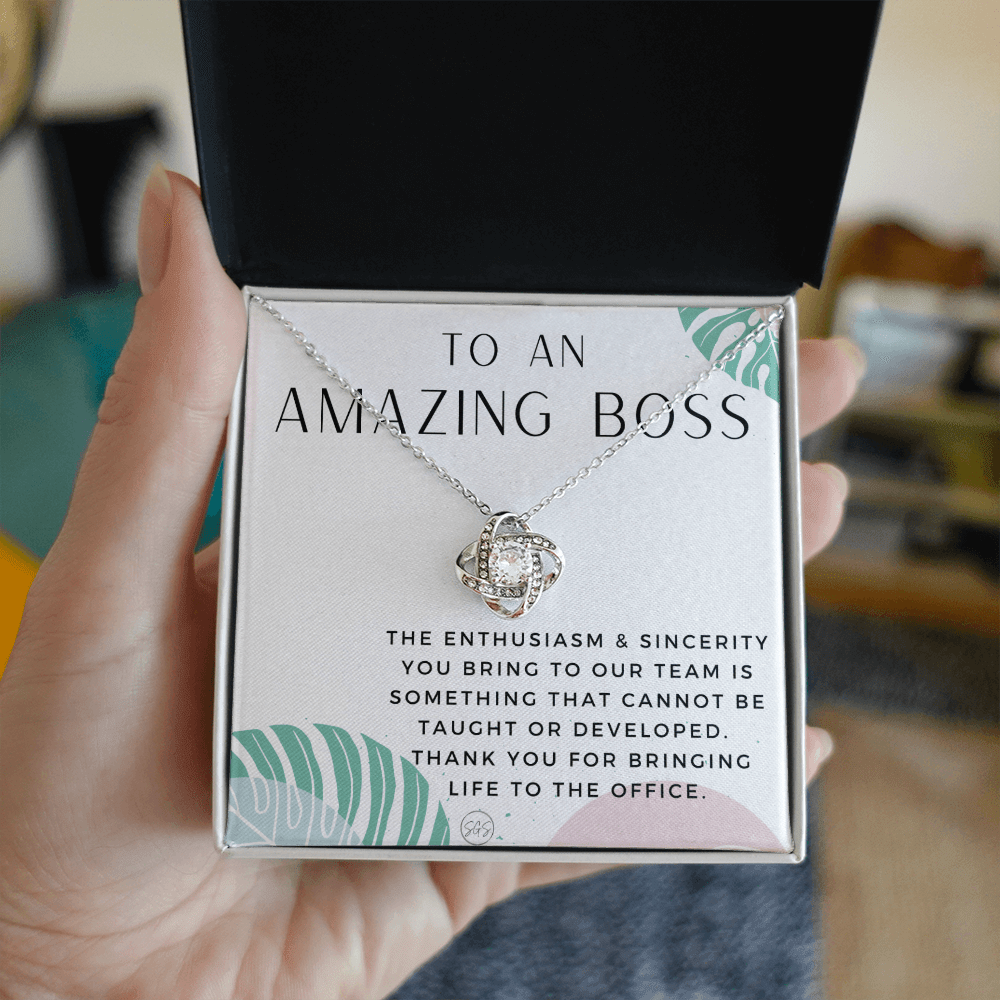 TO AN
AMAZING BOSS
THE ENTHUSIASM & SINCERITY
YOU BRING TO OUR TEAM IS
SOMETHING THAT CANNOT BE
TAUGHT OR DEVELOPED.
THANK YOU FOR BRINGING
LIFE TO THE OFFICE.
SGS